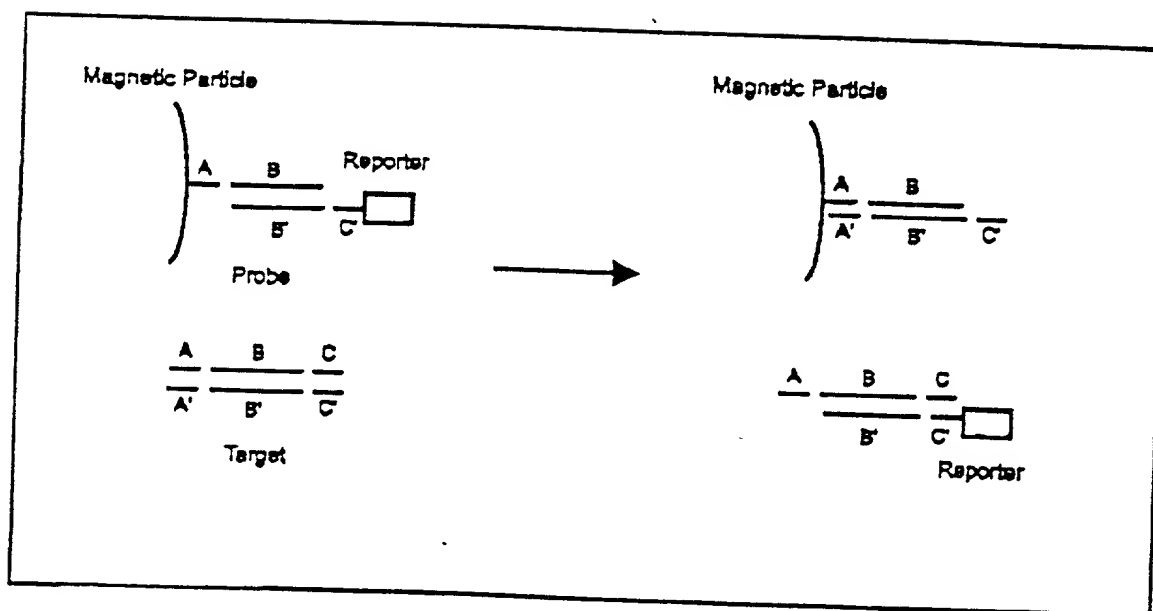 Magnetic Particle
A B Reporter
B' C'
Probe
A B C
A' B' C'
Target
Magnetic Particle
A B
A' B' C'
A B C
B' C'
Reporter